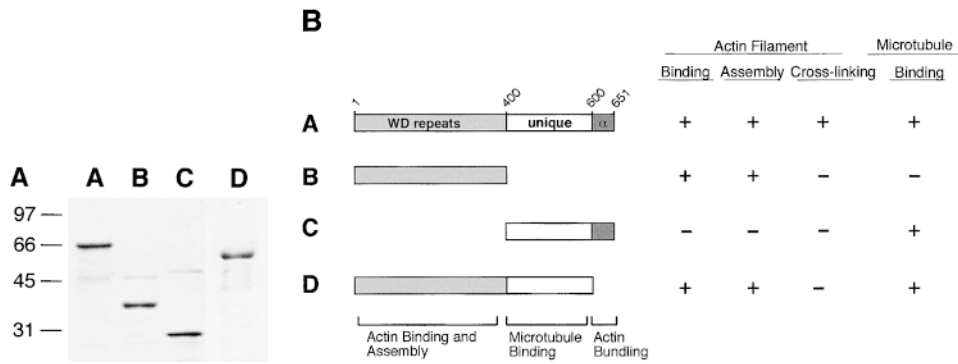 B
Actin Filament Microtubule
Binding Assembly Cross-linking Binding
1 400 600 651
A WD repeats unique α + + + +
B + + – –
C – – – +
D + + – +
Actin Binding and Assembly
Microtubule Binding
Actin Bundling
A A B C D
97
66
45
31